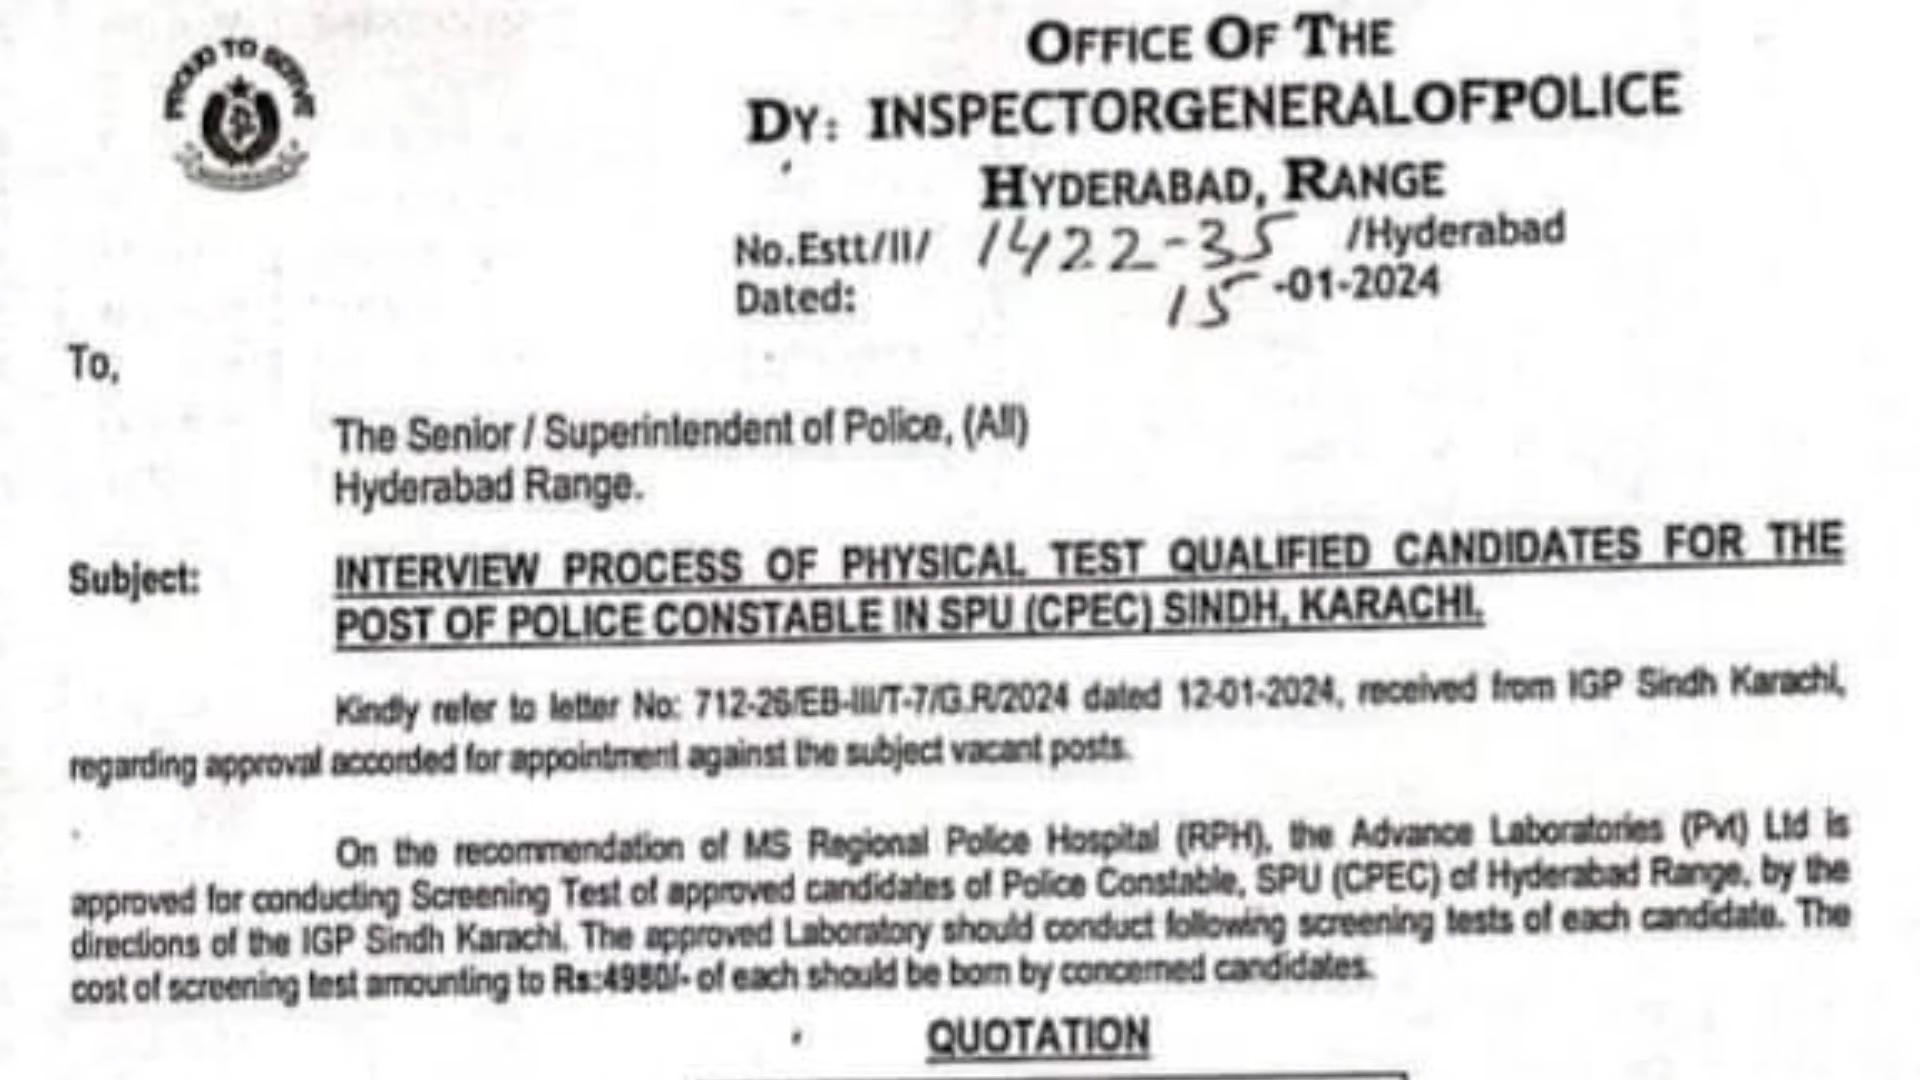 PROUD TO SERVE
OFFICE OF THE
DY: INSPECTORGENERALOFPOLICE
HYDERABAD, RANGE
No.Estt/II/ 1422-35 /Hyderabad
Dated: 15-01-2024
To,
The Senior / Superintendent of Police, (All)
Hyderabad Range.
Subject: INTERVIEW PROCESS OF PHYSICAL TEST QUALIFIED CANDIDATES FOR THE
POST OF POLICE CONSTABLE IN SPU (CPEC) SINDH, KARACHI.
Kindly refer to letter No: 712-26/EB-III/T-7/G.R/2024 dated 12-01-2024, received from IGP Sindh Karachi,
regarding approval accorded for appointment against the subject vacant posts.
On the recommendation of MS Regional Police Hospital (RPH), the Advance Laboratories (Pvt) Ltd is
approved for conducting Screening Test of approved candidates of Police Constable, SPU (CPEC) of Hyderabad Range, by the
directions of the IGP Sindh Karachi. The approved Laboratory should conduct following screening tests of each candidate. The
cost of screening test amounting to Rs:4980/- of each should be born by concerned candidates.
QUOTATION